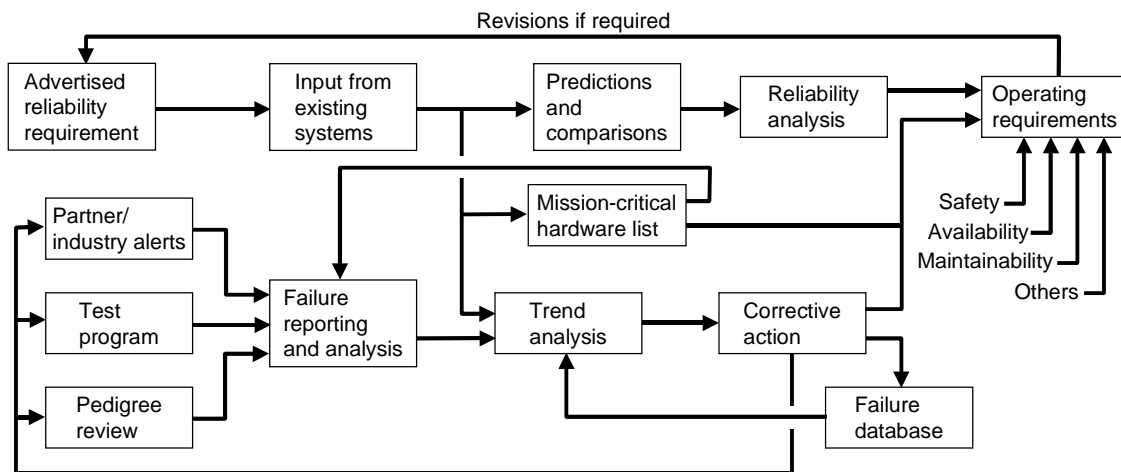 Revisions if required
Advertised
reliability
requirement
Input from
existing
systems
Predictions
and
comparisons
Reliability
analysis
Operating
requirements
Safety
Availability
Maintainability
Others
Mission-critical
hardware list
Partner/
industry alerts
Test
program
Pedigree
review
Failure
reporting
and analysis
Trend
analysis
Corrective
action
Failure
database